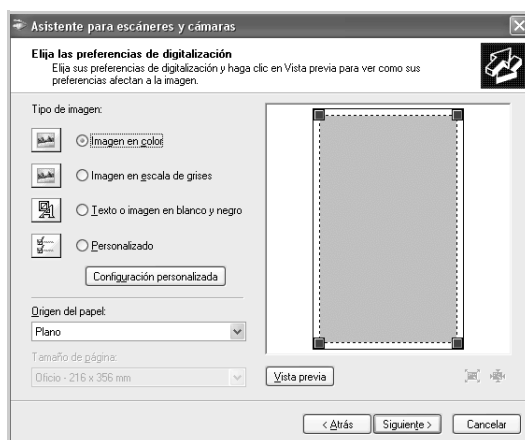 Asistente para escáneres y cámaras
Elija las preferencias de digitalización
Elija sus preferencias de digitalización y haga clic en Vista previa para ver como sus
preferencias afectan a la imagen.
Tipo de imagen:
Imagen en color
Imagen en escala de grises
Texto o imagen en blanco y negro
Personalizado
Configuración personalizada
Origen del papel:
Plano
Tamaño de página:
Oficio - 216 x 356 mm
Vista previa
< Atrás
Siguiente >
Cancelar